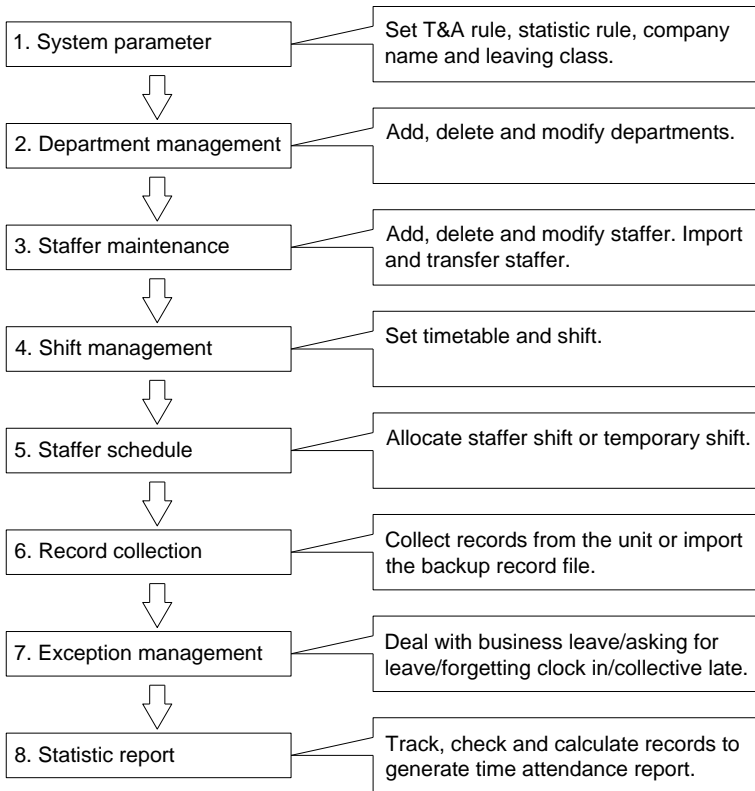 1. System parameter
Set T&A rule, statistic rule, company
name and leaving class.
2. Department management
Add, delete and modify departments.
3. Staffer maintenance
Add, delete and modify staffer. Import
and transfer staffer.
4. Shift management
Set timetable and shift.
5. Staffer schedule
Allocate staffer shift or temporary shift.
6. Record collection
Collect records from the unit or import
the backup record file.
7. Exception management
Deal with business leave/asking for
leave/forgetting clock in/collective late.
8. Statistic report
Track, check and calculate records to
generate time attendance report.